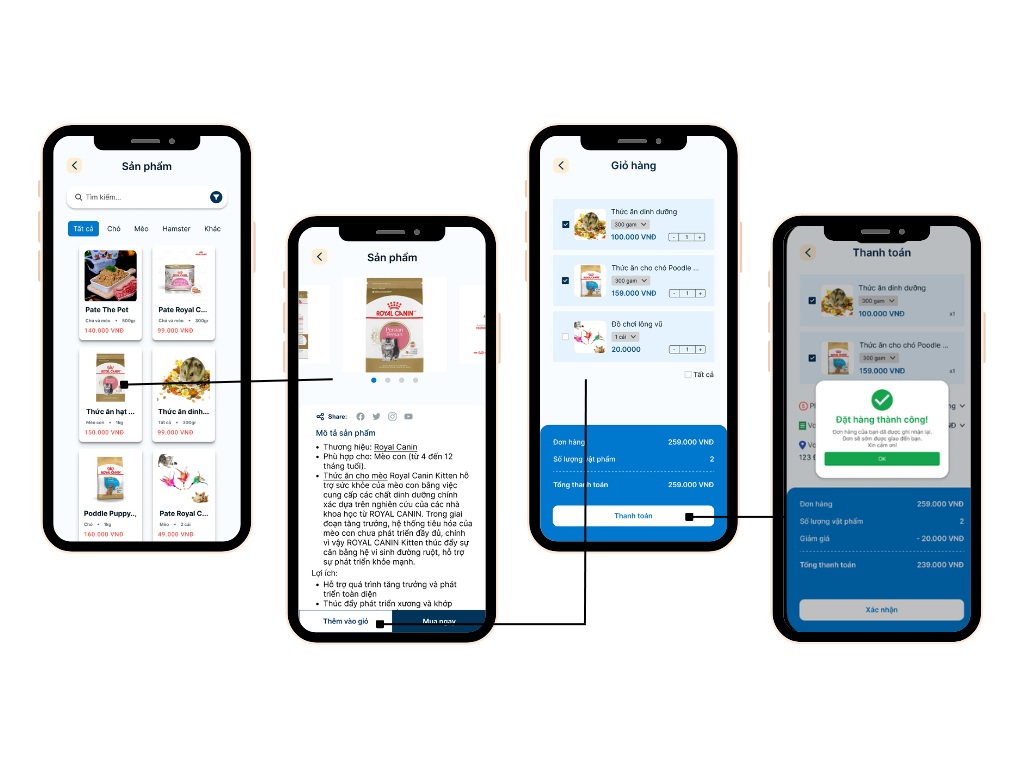 Sản phẩm
Tìm kiếm...
Tất cả
Chó
Mèo
Hamster
Khác
Pate The Pot
Chó và mèo • 500gr
140.000 VNĐ
Pate Royal C...
Chó và mèo • 300gr
99.000 VNĐ
Thức ăn hạt ...
Mèo con • 1kg
150.000 VNĐ
Thức ăn dinh...
Tất cả • 300gr
99.000 VNĐ
Poddle Puppy...
Chó • 1kg
160.000 VNĐ
Pate Royal C...
Mèo • 2 cái
49.000 VNĐ
Sản phẩm
ROYAL CANIN
Persian
Share:
Mô tả sản phẩm
• Thương hiệu: Royal Canin
• Phù hợp cho: Mèo con (từ 4 đến 12
tháng tuổi).
• Thức ăn cho mèo Royal Canin Kitten hỗ
trợ sức khỏe của mèo con bằng việc
cung cấp các chất dinh dưỡng chính
xác dựa trên nghiên cứu của các nhà
khoa học từ ROYAL CANIN. Trong giai
đoạn tăng trưởng, hệ thống tiêu hóa của
mèo con chưa phát triển đầy đủ, chính
vì vậy ROYAL CANIN Kitten thúc đẩy sự
cân bằng hệ vi sinh đường ruột, hỗ trợ
sự phát triển khỏe mạnh.
Lợi ích:
• Hỗ trợ quá trình tăng trưởng và phát
triển toàn diện
• Thúc đẩy phát triển xương và khớp
Thêm vào giỏ
Mua ngay
Giỏ hàng
Thức ăn dinh dưỡng
300 gam
100.000 VNĐ
- 1 +
Thức ăn cho chó Poodle ...
300 gam
159.000 VNĐ
- 1 +
Đồ chơi lông vũ
1 cái
20.0000
- 1 +
Tất cả
Đơn hàng 259.000 VNĐ
Số lượng vật phẩm 2
Tổng thanh toán 259.000 VNĐ
Thanh toán
Thanh toán
Thức ăn dinh dưỡng
300 gam
100.000 VNĐ x1
Thức ăn cho chó Poodle ...
300 gam
159.000 VNĐ x1
Đặt hàng thành công!
Đơn hàng của bạn đã được ghi nhận lại.
Đơn sẽ sớm được giao đến bạn.
Xin cảm ơn!
OK
Đơn hàng 259.000 VNĐ
Số lượng vật phẩm 2
Giảm giá - 20.000 VNĐ
Tổng thanh toán 239.000 VNĐ
Xác nhận